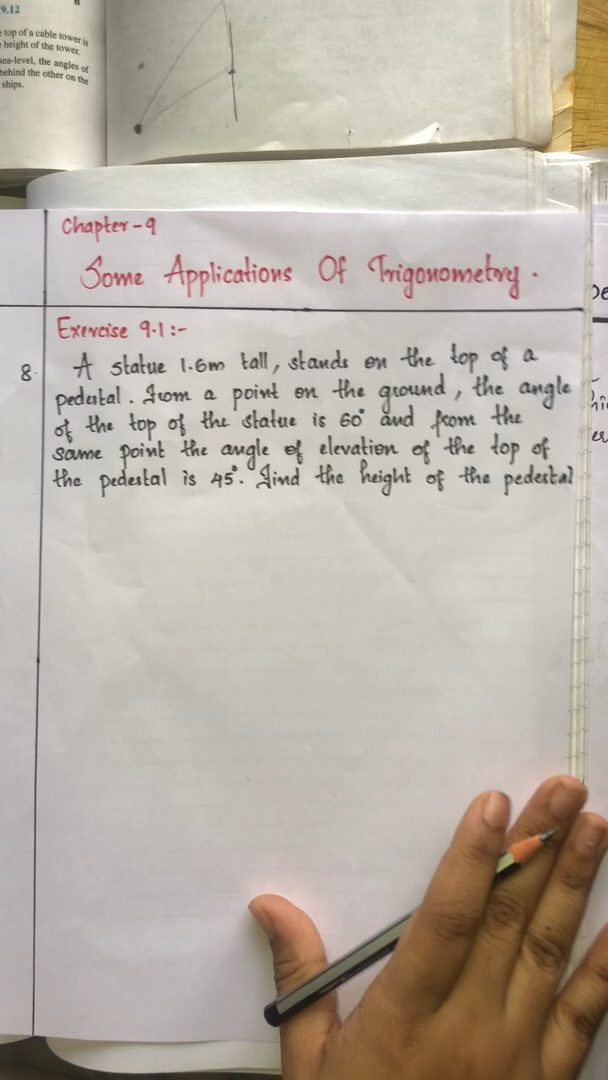 9.12
top of a cable tower is
height of the tower.
sea-level, the angles of
behind the other on the
ships.
Chapter-9
Some Applications Of Trigonometry.
Exercise 9.1:-
8. A statue 1.6m tall, stands on the top of a
pedestal. From a point on the ground, the angle
of the top of the statue is 60° and from the
same point the angle of elevation of the top of
the pedestal is 45°. Find the height of the pedestal